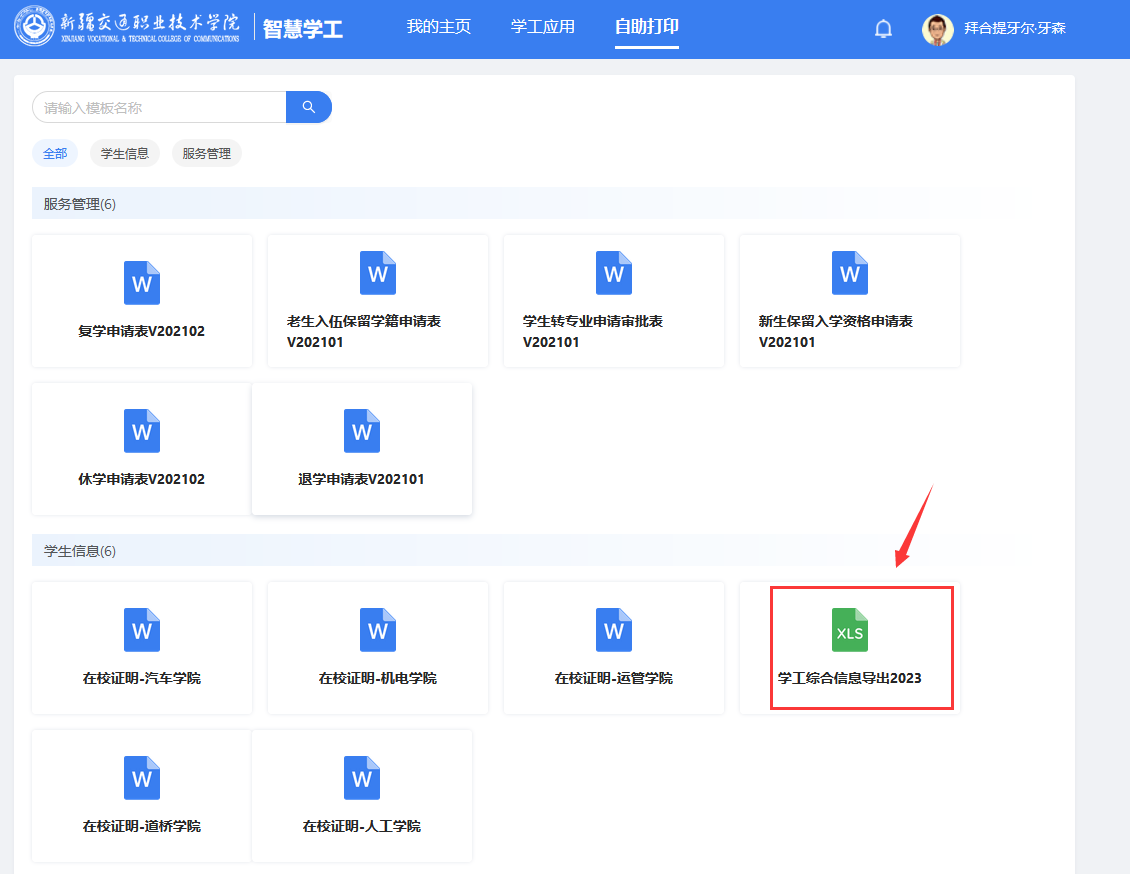 新疆交通职业技术学院
XINJIANG VOCATIONAL & TECHNICAL COLLEGE OF COMMUNICATIONS
智慧学工
我的主页 学工应用 自助打印
拜合提牙尔·牙森
请输入模板名称
全部 学生信息 服务管理
服务管理(6)
W
复学申请表V202102
W
老生入伍保留学籍申请表
V202101
W
学生转专业申请审批表
V202101
W
新生保留入学资格申请表
V202101
W
休学申请表V202102
W
退学申请表V202101
学生信息(6)
W
在校证明-汽车学院
W
在校证明-机电学院
W
在校证明-运管学院
XLS
学工综合信息导出2023
W
在校证明-道桥学院
W
在校证明-人工学院